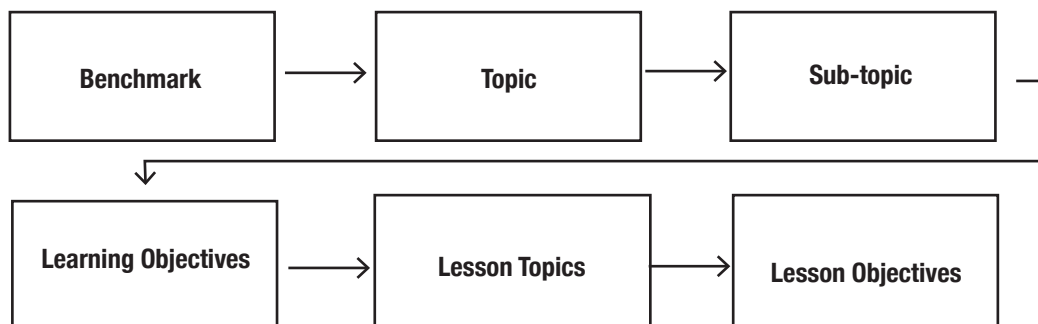 Benchmark
Topic
Sub-topic
Learning Objectives
Lesson Topics
Lesson Objectives